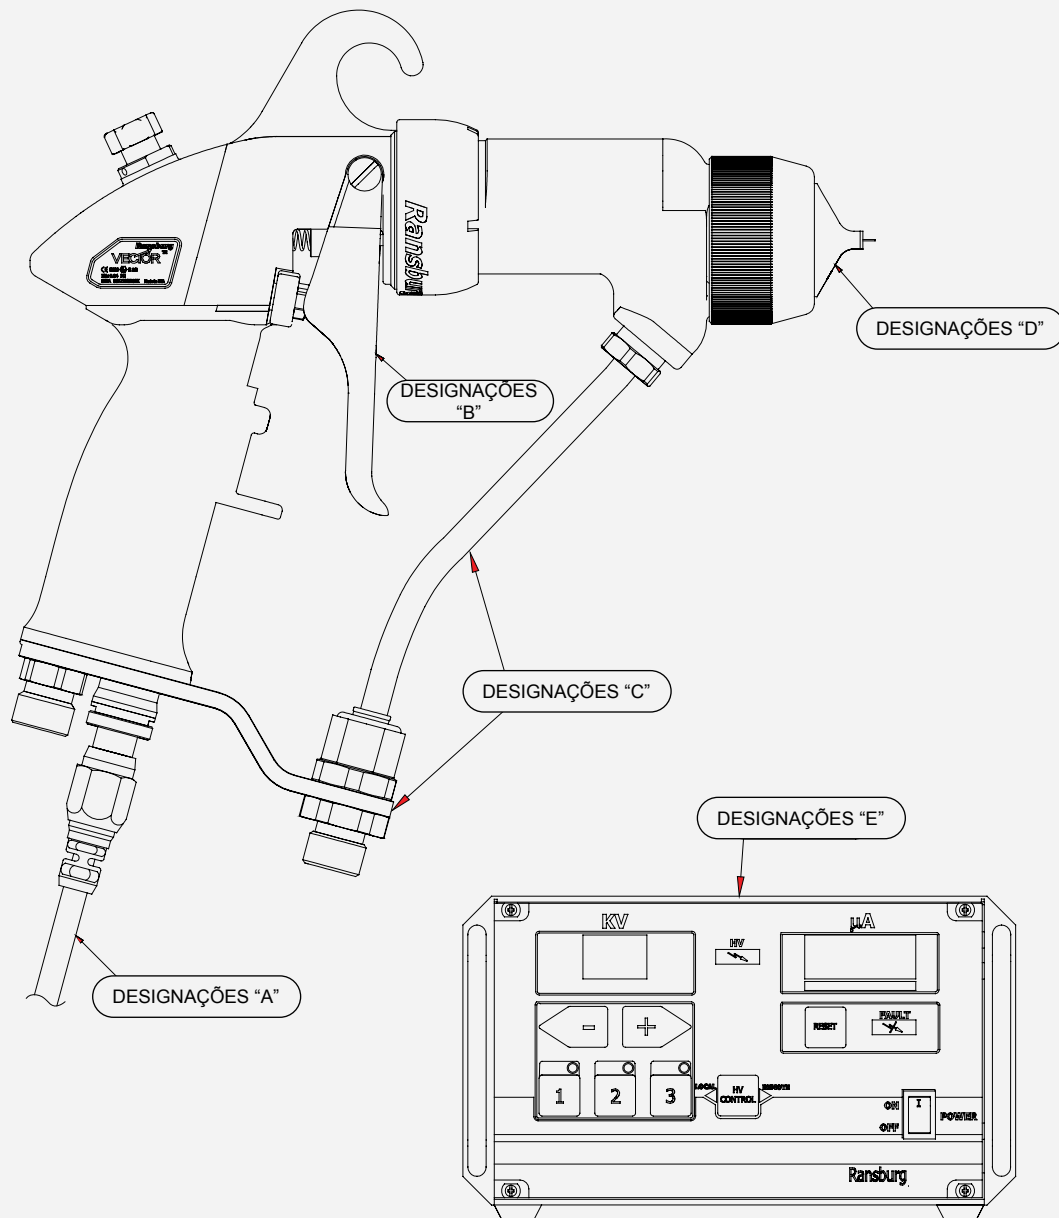 Ransburg
VECTOR
Ransburg
DESIGNAÇÕES “D”
DESIGNAÇÕES
“B”
DESIGNAÇÕES “C”
DESIGNAÇÕES “E”
DESIGNAÇÕES “A”
KV
HV
µA
- +
RESET
FAULT
1 2 3
LOCAL
HV
CONTROL
REMOTE
ON
I
OFF
POWER
Ransburg